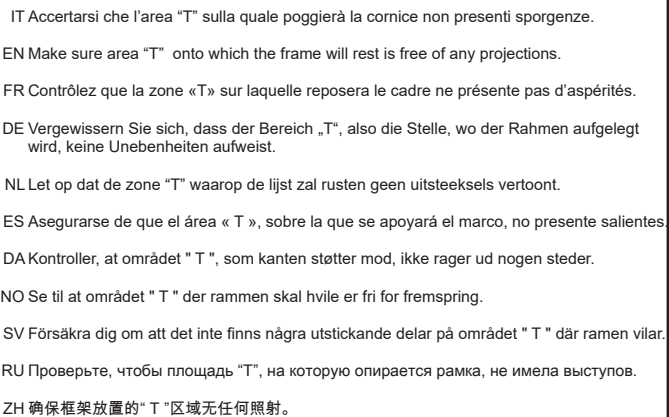 IT Accertarsi che l’area “T” sulla quale poggierà la cornice non presenti sporgenze.
EN Make sure area “T” onto which the frame will rest is free of any projections.
FR Contrôlez que la zone «T» sur laquelle reposera le cadre ne présente pas d’aspérités.
DE Vergewissern Sie sich, dass der Bereich „T“, also die Stelle, wo der Rahmen aufgelegt
wird, keine Unebenheiten aufweist.
NL Let op dat de zone “T” waarop de lijst zal rusten geen uitsteeksels vertoont.
ES Asegurarse de que el área « T », sobre la que se apoyará el marco, no presente salientes.
DA Kontroller, at området " T ", som kanten støtter mod, ikke rager ud nogen steder.
NO Se til at området " T " der rammen skal hvile er fri for fremspring.
SV Försäkra dig om att det inte finns några utstickande delar på området " T " där ramen vilar.
RU Проверьте, чтобы площадь “T”, на которую опирается рамка, не имела выступов.
ZH 确保框架放置的“ T ”区域无任何照射。